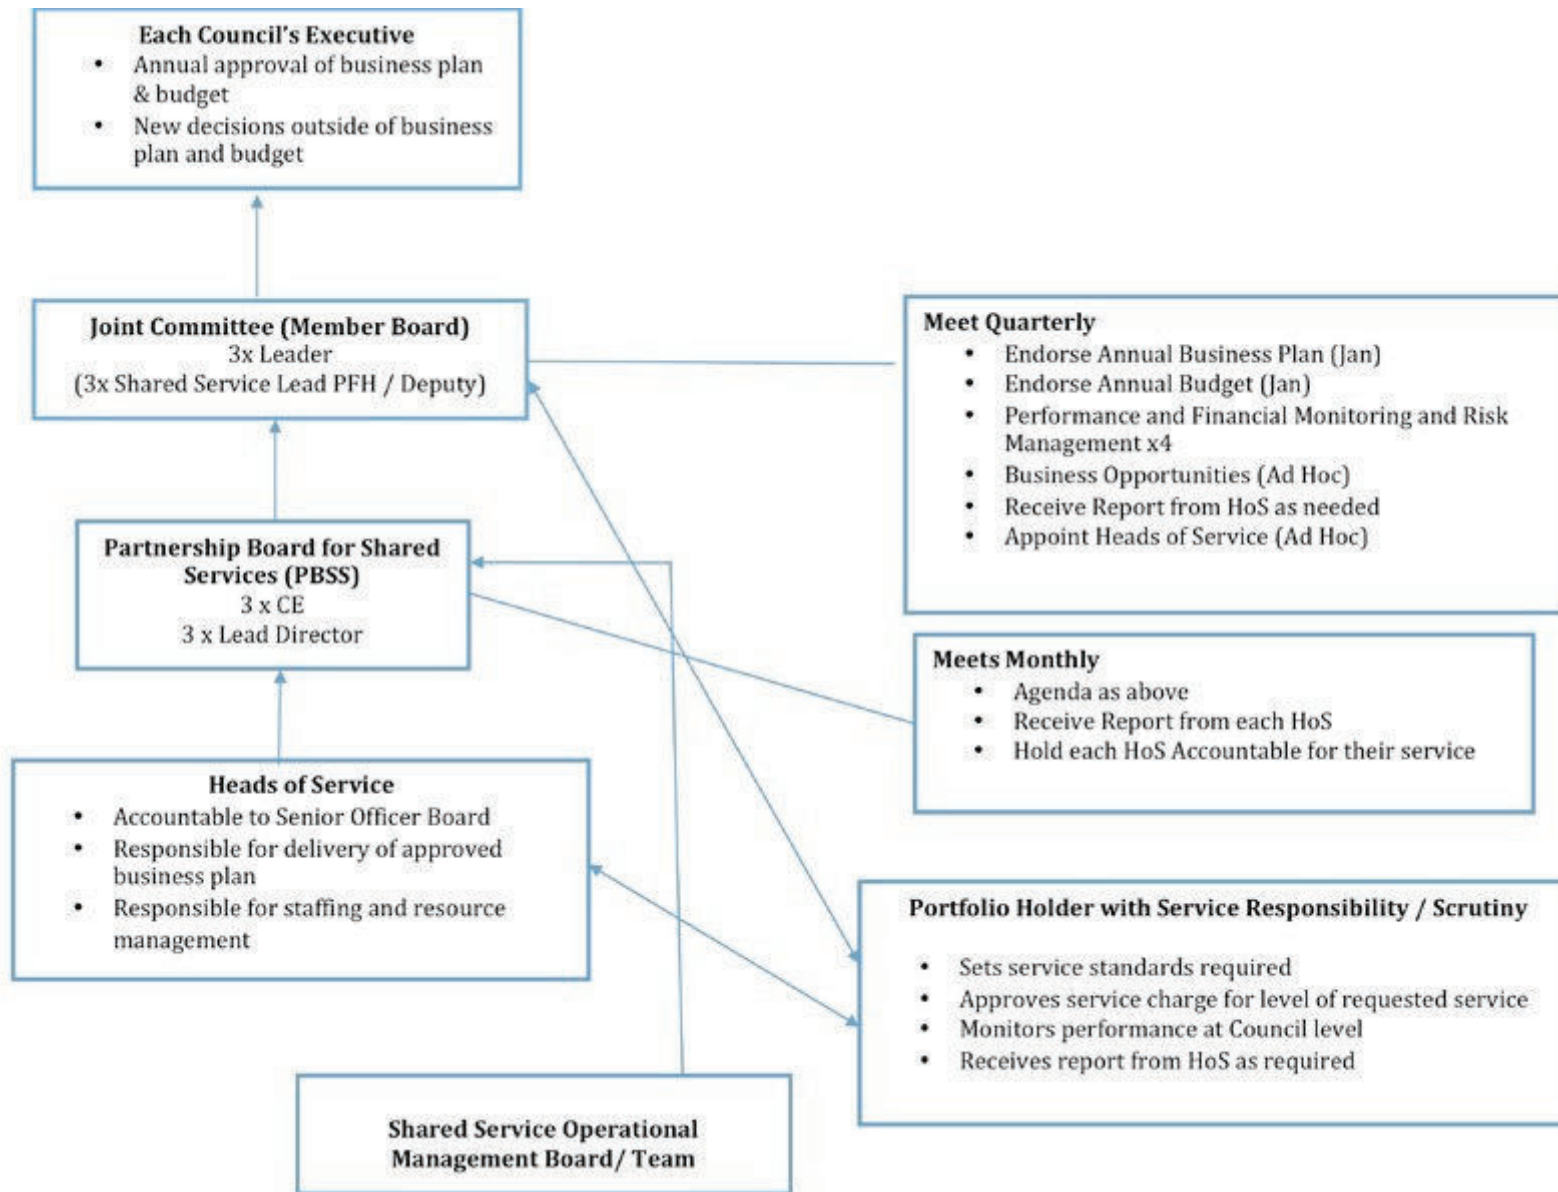 Each Council's Executive
• Annual approval of business plan
& budget
• New decisions outside of business
plan and budget
Joint Committee (Member Board)
3x Leader
(3x Shared Service Lead PFH / Deputy)
Meet Quarterly
• Endorse Annual Business Plan (Jan)
• Endorse Annual Budget (Jan)
• Performance and Financial Monitoring and Risk
Management x4
• Business Opportunities (Ad Hoc)
• Receive Report from HoS as needed
• Appoint Heads of Service (Ad Hoc)
Partnership Board for Shared
Services (PBSS)
3 x CE
3 x Lead Director
Meets Monthly
• Agenda as above
• Receive Report from each HoS
• Hold each HoS Accountable for their service
Heads of Service
• Accountable to Senior Officer Board
• Responsible for delivery of approved
business plan
• Responsible for staffing and resource
management
Portfolio Holder with Service Responsibility / Scrutiny
• Sets service standards required
• Approves service charge for level of requested service
• Monitors performance at Council level
• Receives report from HoS as required
Shared Service Operational
Management Board/ Team